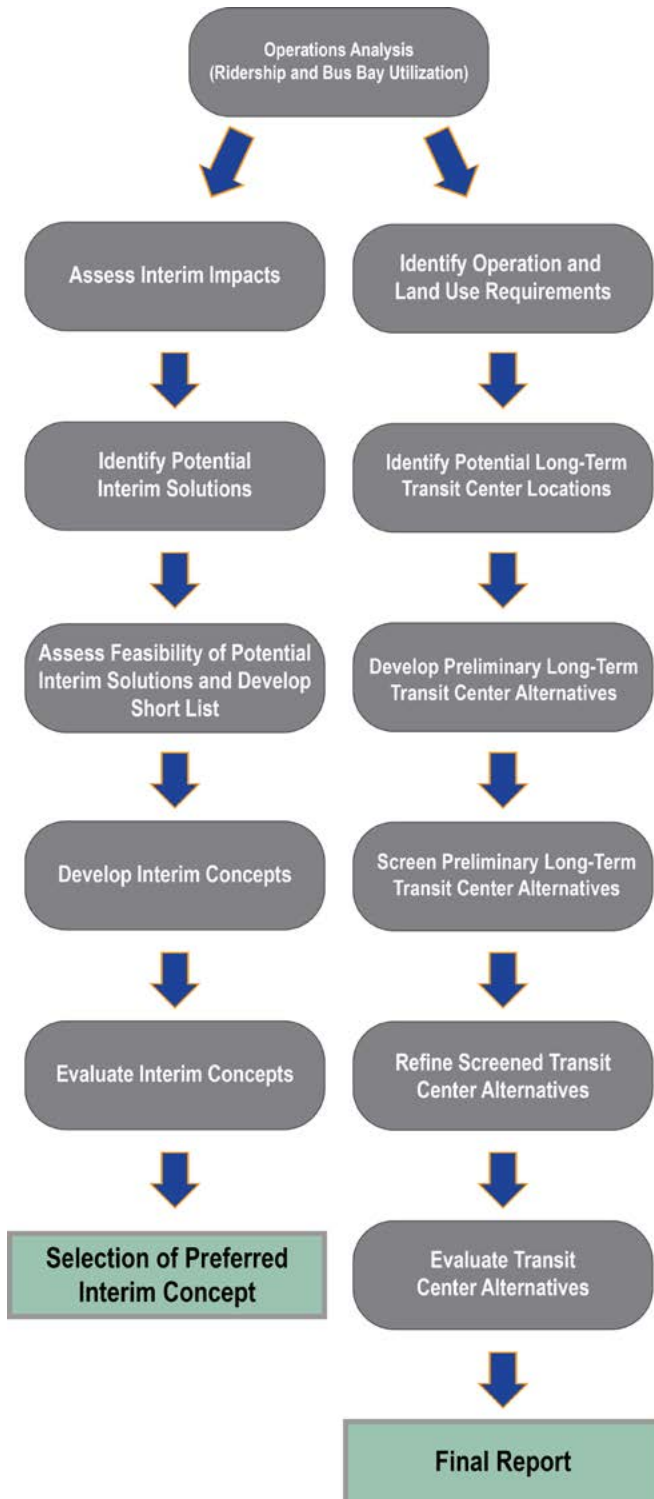 Operations Analysis
(Ridership and Bus Bay Utilization)
Assess Interim Impacts
Identify Operation and
Land Use Requirements
Identify Potential
Interim Solutions
Identify Potential Long-Term
Transit Center Locations
Assess Feasibility of Potential
Interim Solutions and Develop
Short List
Develop Preliminary Long-Term
Transit Center Alternatives
Develop Interim Concepts
Screen Preliminary Long-Term
Transit Center Alternatives
Evaluate Interim Concepts
Refine Screened Transit
Center Alternatives
Selection of Preferred
Interim Concept
Evaluate Transit
Center Alternatives
Final Report